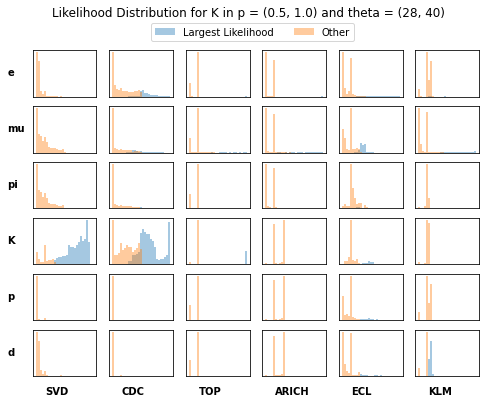 Likelihood Distribution for K in p = (0.5, 1.0) and theta = (28, 40)
Largest Likelihood Other
e
mu
pi
K
p
d
SVD CDC TOP ARICH ECL KLM